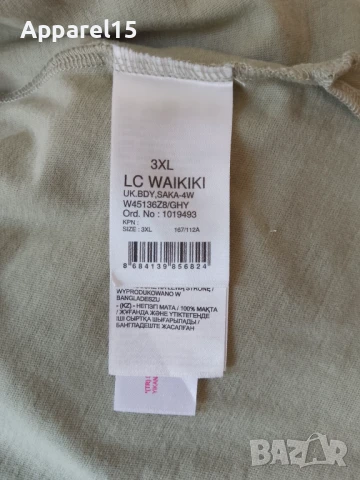 Apparel15
3XL
LC WAIKIKI
UK.BDY,SAKA-4W
W45136Z8/GHY
Ord. No : 1019493
KPN :
SIZE : 3XL 167/112A
8 684139 856824
WYPRODUKOWANO W
BANGLADESZU
- (KZ) - НЕГІЗГІ МАТА / 100% МАҚТА
/ ЖУҒАНДА ЖӘНЕ ҮТІКТЕГЕНДЕ
ІШІ СЫРТҚА ШЫҒАРЫЛАДЫ /
БАНГЛАДЕШТЕ ЖАСАЛҒАН
BAZAR
bg